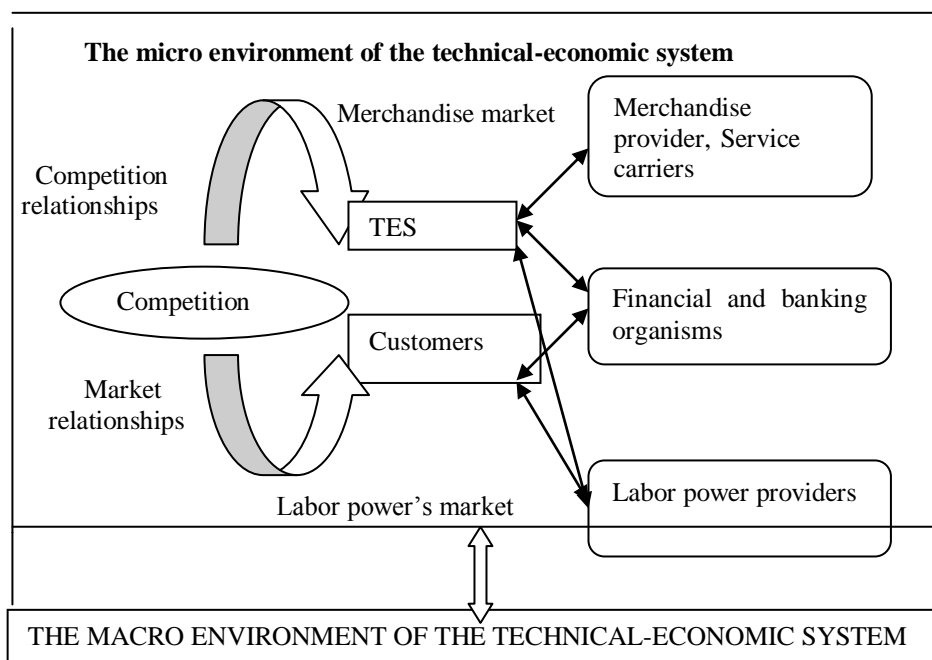 The micro environment of the technical-economic system
Merchandise market
Merchandise
provider, Service
carriers
Competition
relationships
TES
Competition
Financial and banking
organisms
Customers
Market
relationships
Labor power providers
Labor power’s market
THE MACRO ENVIRONMENT OF THE TECHNICAL-ECONOMIC SYSTEM